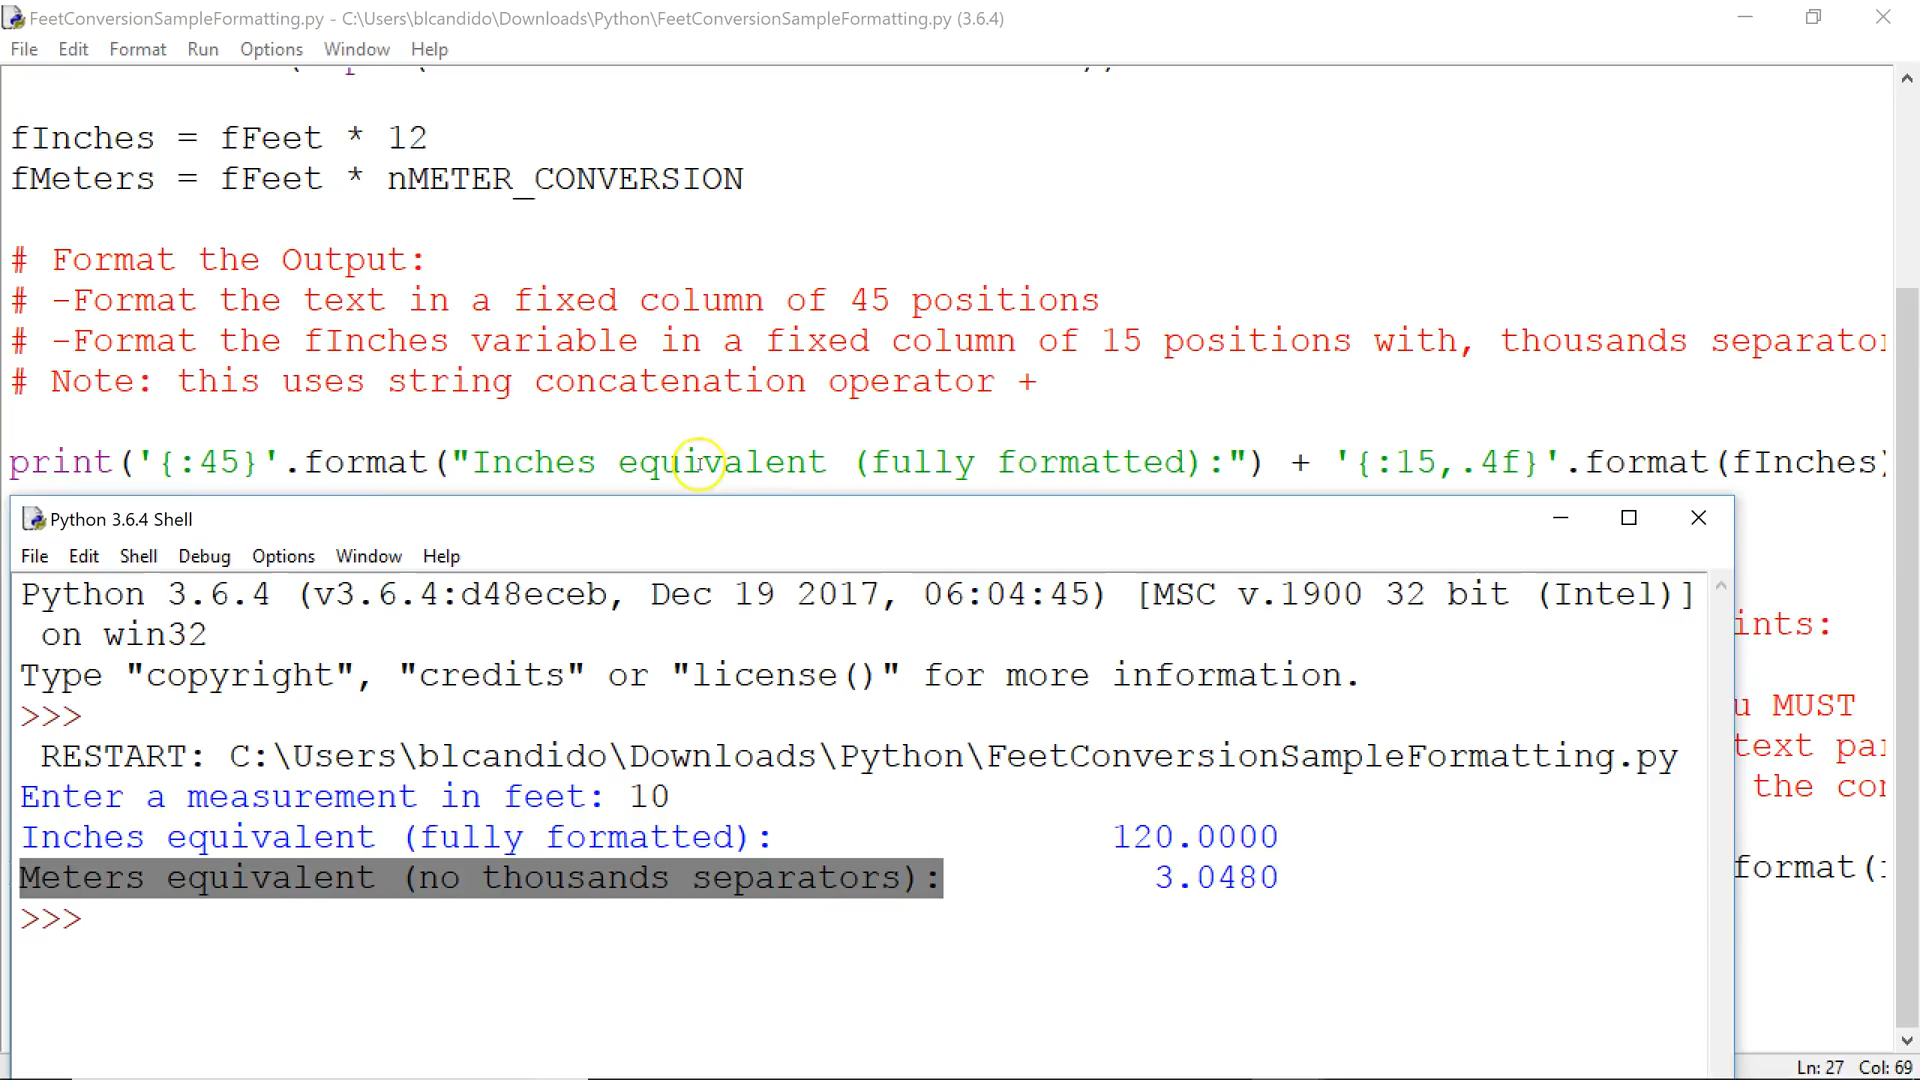 FeetConversionSampleFormatting.py - C:\Users\blcandido\Downloads\Python\FeetConversionSampleFormatting.py (3.6.4)
File Edit Format Run Options Window Help
fInches = fFeet * 12
fMeters = fFeet * nMETER_CONVERSION
# Format the Output:
# -Format the text in a fixed column of 45 positions
# -Format the fInches variable in a fixed column of 15 positions with, thousands separator
# Note: this uses string concatenation operator +
print('{:45}'.format("Inches equivalent (fully formatted):") + '{:15,.4f}'.format(fInches)
Python 3.6.4 Shell
File Edit Shell Debug Options Window Help
Python 3.6.4 (v3.6.4:d48eceb, Dec 19 2017, 06:04:45) [MSC v.1900 32 bit (Intel)]
on win32
Type "copyright", "credits" or "license()" for more information.
>>>
RESTART: C:\Users\blcandido\Downloads\Python\FeetConversionSampleFormatting.py
Enter a measurement in feet: 10
Inches equivalent (fully formatted): 120.0000
Meters equivalent (no thousands separators): 3.0480
>>>
ints:
u MUST
text par
the cor
format(
Ln: 27 Col: 69